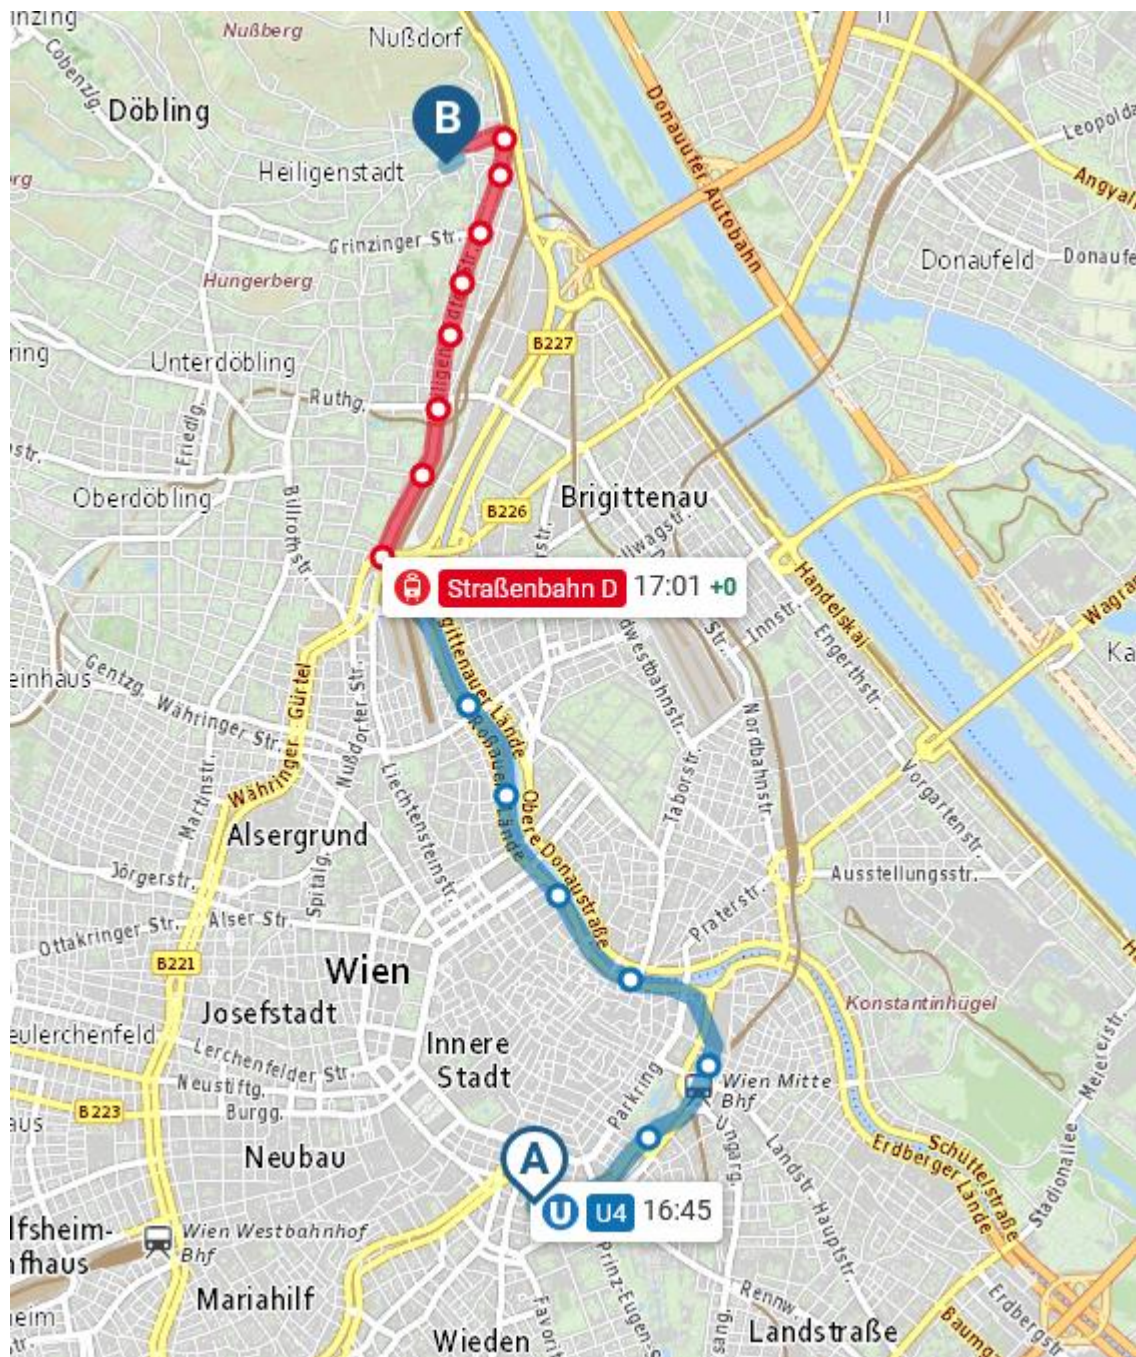 Nußberg
Nußdorf
Cobenzlg.
Döbling
B
Heiligenstadt
Donauufer Autobahn
Grinzinger Str.
Donaufeld
Hungerberg
B227
Unterdöbling
Ruthg.
Friedlg.
Oberdöbling
Billrothstr.
Brigittenau
B226
Straßenbahn D 17:01 +0
Handelskai
Innstr.
Engerthstr.
Gentzg.
Währinger Str.
Währinger Gürtel
Nußdorfer Str.
Roßauer Lände
Nordbahnstr.
Taborstr.
Vorgartenstr.
Martinstr.
Liechtensteinstr.
Obere Donaustraße
Alsergrund
Jörgerstr.
Spitalg.
Ausstellungsstr.
Praterstr.
Ottakringer Str.
Alser Str.
B221
Wien
Josefstadt
Konstantinhügel
Innere
Stadt
Lerchenfelder Str.
Neustiftg.
Burgg.
B223
Parkring
Wien Mitte
Bhf
Meiereistr.
Neubau
A
Ungarg.
Landstr. Hauptstr.
Schüttelstraße
Erdberger Lände
Stadionallee
U U4 16:45
Wien Westbahnhof
Bhf
Mariahilf
Rennw.
Erdbergstr.
Wieden
Landstraße